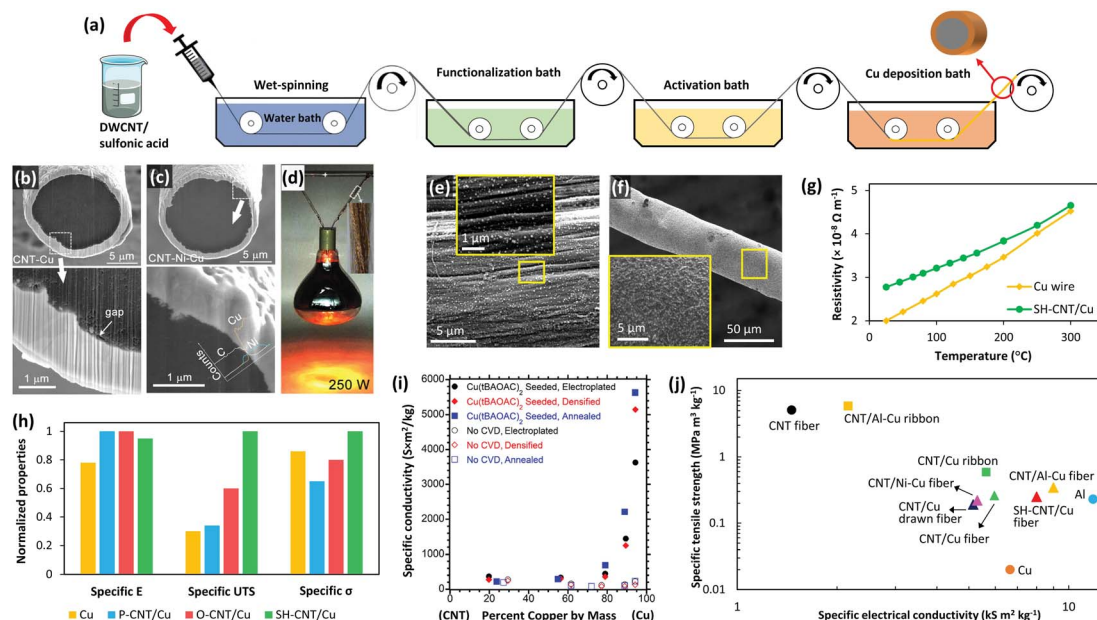 (a)
DWCNT/
sulfonic acid
Wet-spinning
Water bath
Functionalization bath
Activation bath
Cu deposition bath
(b)
CNT-Cu
5 µm
gap
1 µm
(c)
CNT-Ni-Cu
5 µm
Cu
Ni
C
Counts
1 µm
(d)
250 W
(e)
1 µm
5 µm
(f)
5 µm
50 µm
(g)
Resistivity (× 10⁻⁸ Ω m⁻¹)
5
4
3
2
0
100
200
300
Temperature (°C)
Cu wire
SH-CNT/Cu
(h)
Normalized properties
1
0.8
0.6
0.4
0.2
0
Specific E
Specific UTS
Specific σ
Cu
P-CNT/Cu
O-CNT/Cu
SH-CNT/Cu
(i)
Specific conductivity (S×m²/kg)
6000
5000
4000
3000
2000
1000
0
Cu(tBAOAC)₂ Seeded, Electroplated
Cu(tBAOAC)₂ Seeded, Densified
Cu(tBAOAC)₂ Seeded, Annealed
No CVD, Electroplated
No CVD, Densified
No CVD, Annealed
0 20 40 60 80 100
(CNT) Percent Copper by Mass (Cu)
(j)
Specific tensile strength (MPa m³ kg⁻¹)
10
1
0.1
0.01
CNT fiber
CNT/Al-Cu ribbon
CNT/Cu ribbon
CNT/Ni-Cu fiber
CNT/Al-Cu fiber
CNT/Cu
drawn fiber
SH-CNT/Cu
fiber
Al
CNT/Cu fiber
Cu
1
10
Specific electrical conductivity (kS m² kg⁻¹)